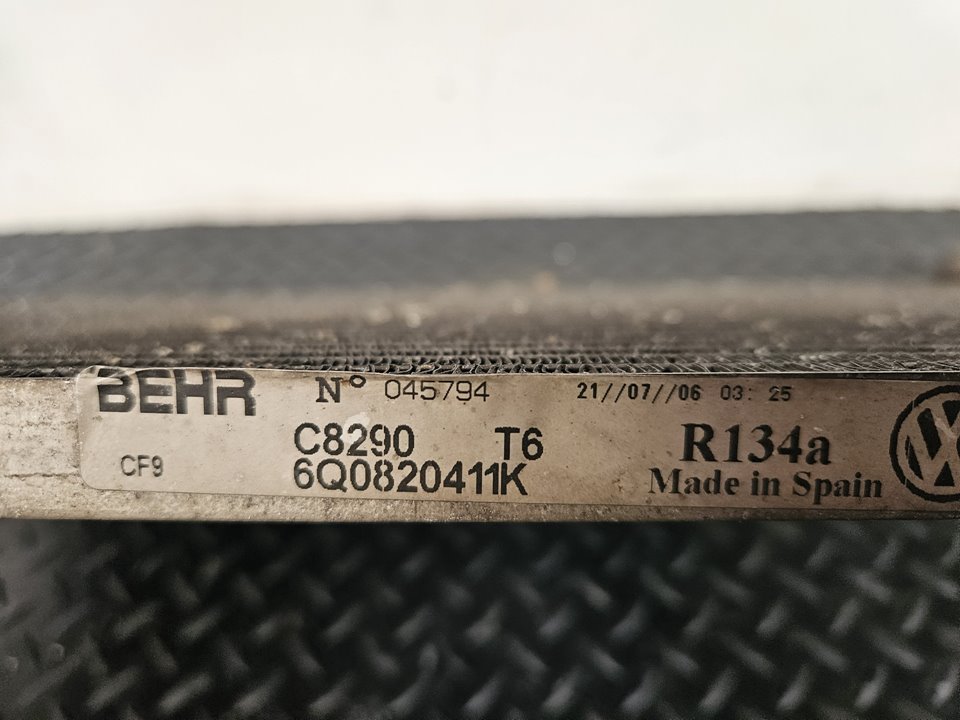 BEHR N° 045794 21//07//06 03: 25
C8290 T6 R134a
CF9 6Q0820411K Made in Spain